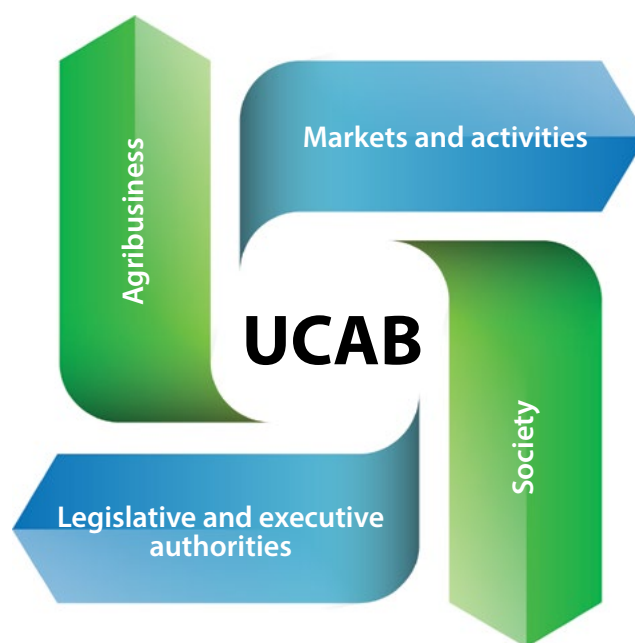 Markets and activities
Agribusiness
UCAB
Society
Legislative and executive
authorities